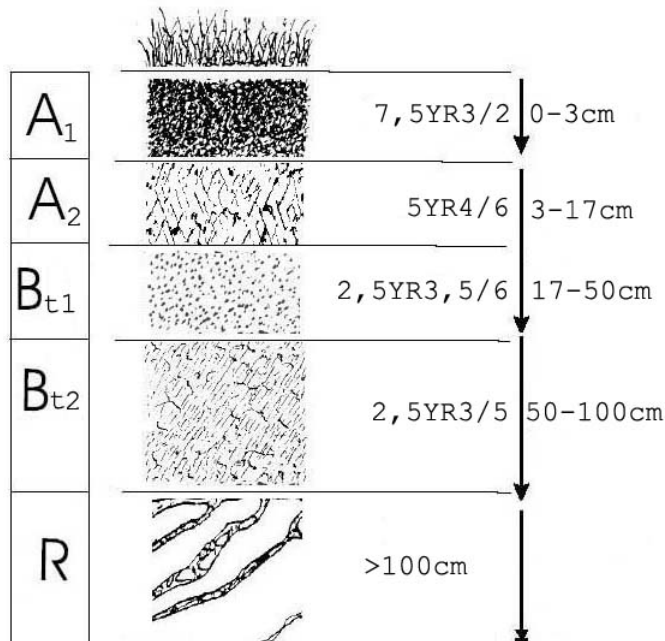 A1 7,5YR3/2 0-3cm
A2 5YR4/6 3-17cm
Bt1 2,5YR3,5/6 17-50cm
Bt2 2,5YR3/5 50-100cm
R >100cm